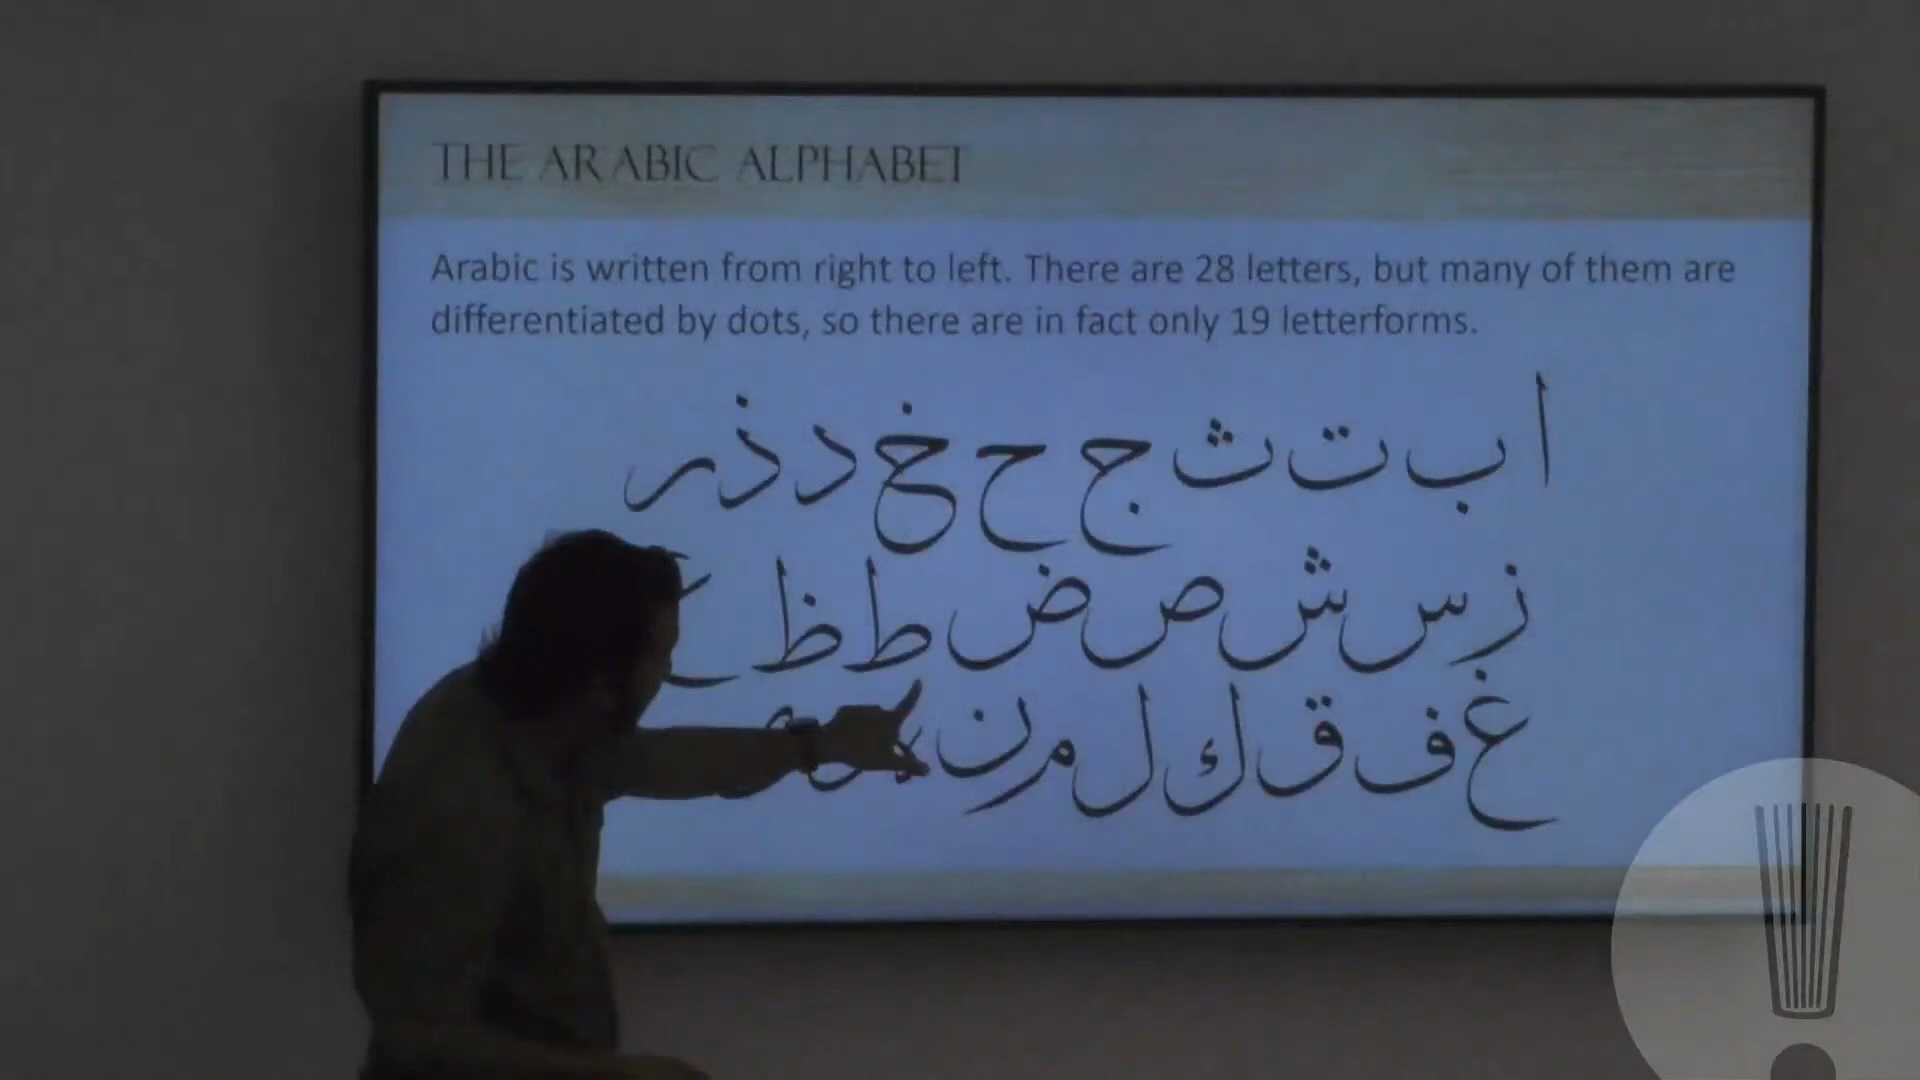 THE ARABIC ALPHABET
Arabic is written from right to left. There are 28 letters, but many of them are
differentiated by dots, so there are in fact only 19 letterforms.
ا ب ت ث ج ح خ د ذ ر
ز س ش ص ض ط ظ
غ ف ق ك ل م ن